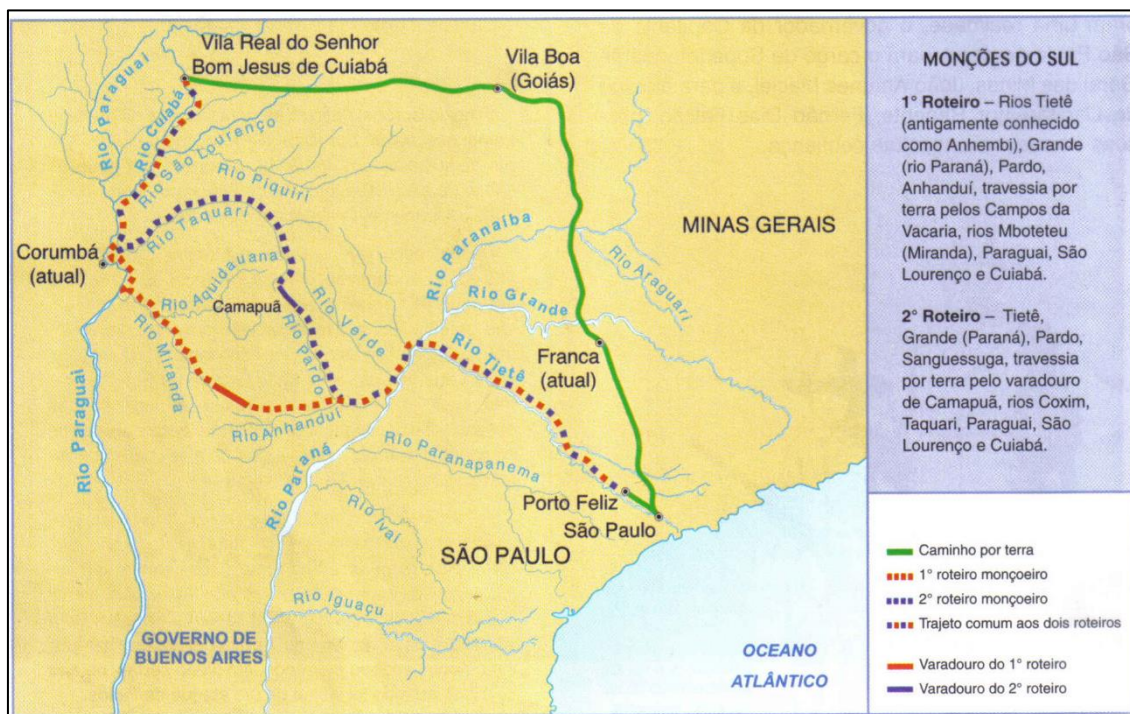 Vila Real do Senhor
Bom Jesus de Cuiabá
Vila Boa
(Goiás)
Rio Paraguai
Rio Cuiabá
Rio São Lourenço
Rio Piquiri
Rio Taquari
Corumbá
(atual)
Rio Aquidauana
Camapuã
Rio Verde
Rio Pardo
Rio Miranda
Rio Anhanduí
Rio Paraguai
Rio Paranaíba
MINAS GERAIS
Rio Araguari
Rio Grande
Franca
(atual)
Rio Tietê
Rio Paraná
Rio Paranapanema
Porto Feliz
São Paulo
Rio Ivaí
SÃO PAULO
Rio Iguaçu
GOVERNO DE
BUENOS AIRES
OCEANO
ATLÂNTICO
MONÇÕES DO SUL
1° Roteiro – Rios Tietê
(antigamente conhecido
como Anhembi), Grande
(rio Paraná), Pardo,
Anhanduí, travessia por
terra pelos Campos da
Vacaria, rios Mboteteu
(Miranda), Paraguai, São
Lourenço e Cuiabá.
2° Roteiro – Tietê,
Grande (Paraná), Pardo,
Sanguessuga, travessia
por terra pelo varadouro
de Camapuã, rios Coxim,
Taquari, Paraguai, São
Lourenço e Cuiabá.
Caminho por terra
1° roteiro monçoeiro
2° roteiro monçoeiro
Trajeto comum aos dois roteiros
Varadouro do 1° roteiro
Varadouro do 2° roteiro